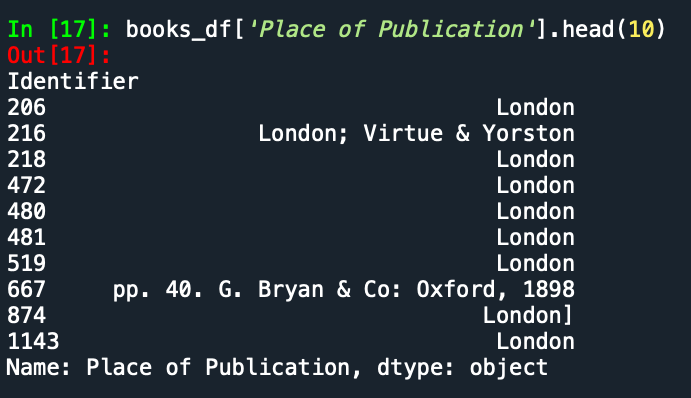 In [17]: books_df['Place of Publication'].head(10)
Out[17]:
Identifier
206                                  London
216                London; Virtue & Yorston
218                                  London
472                                  London
480                                  London
481                                  London
519                                  London
667     pp. 40. G. Bryan & Co: Oxford, 1898
874                                 London]
1143                                 London
Name: Place of Publication, dtype: object